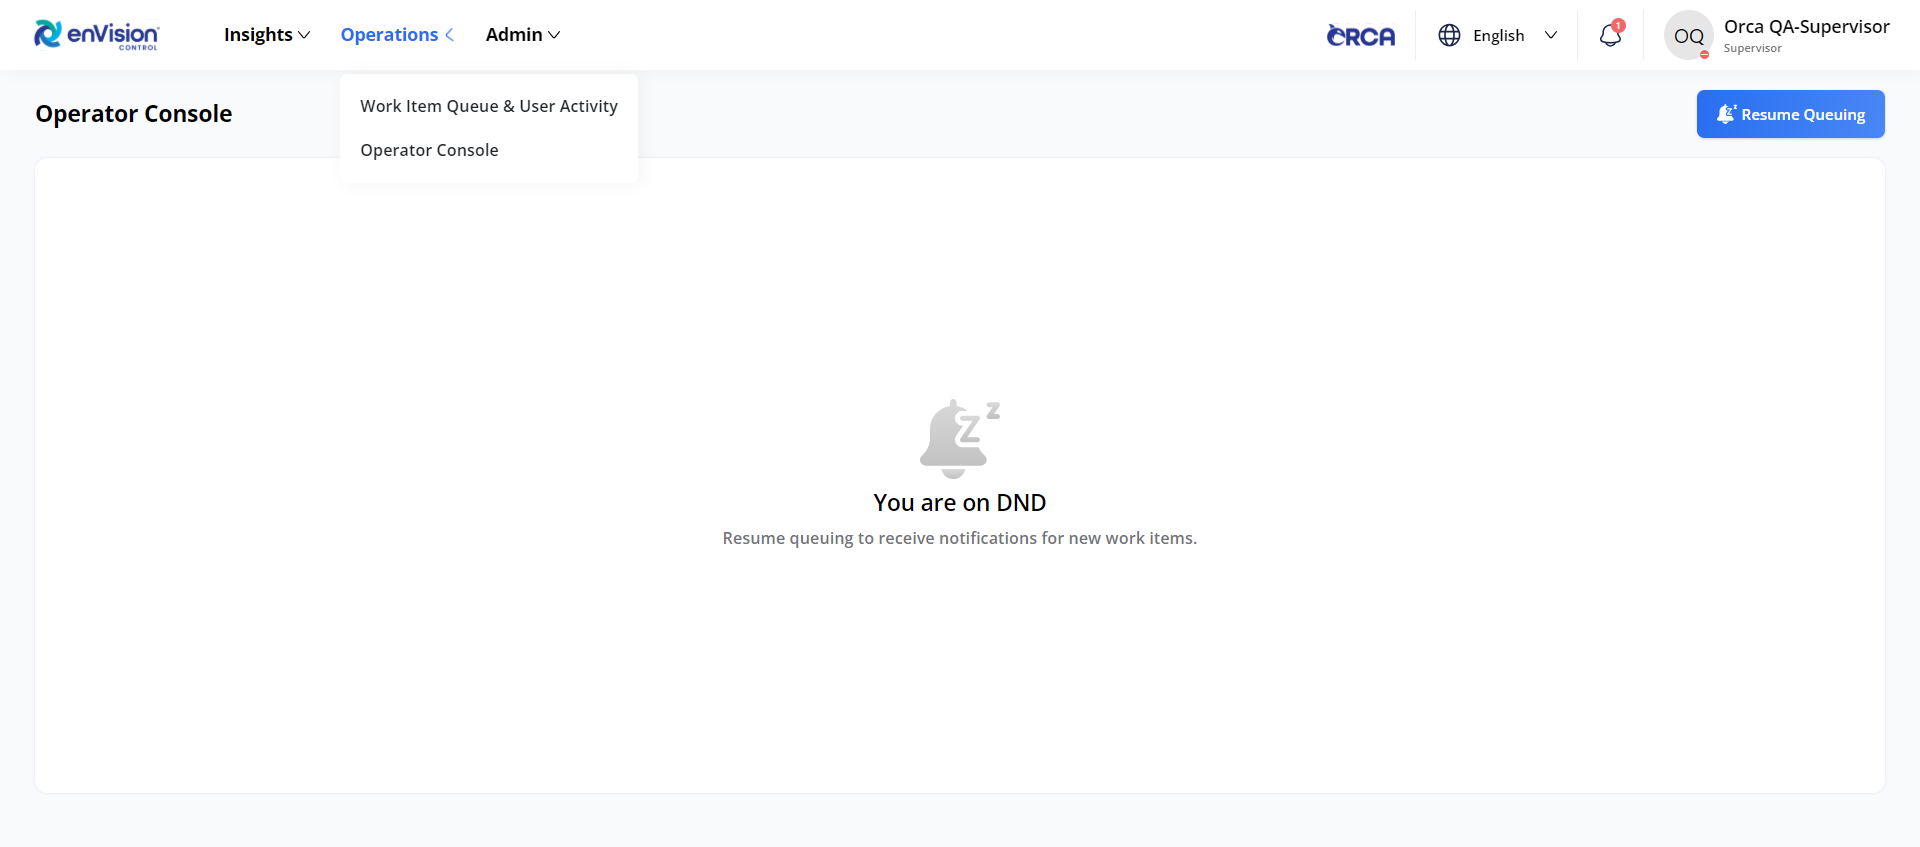 enVision
CONTROL
Insights
Operations
Admin
ORCA
English
1
OQ
Orca QA-Supervisor
Supervisor
Work Item Queue & User Activity
Operator Console
Operator Console
Resume Queuing
You are on DND
Resume queuing to receive notifications for new work items.